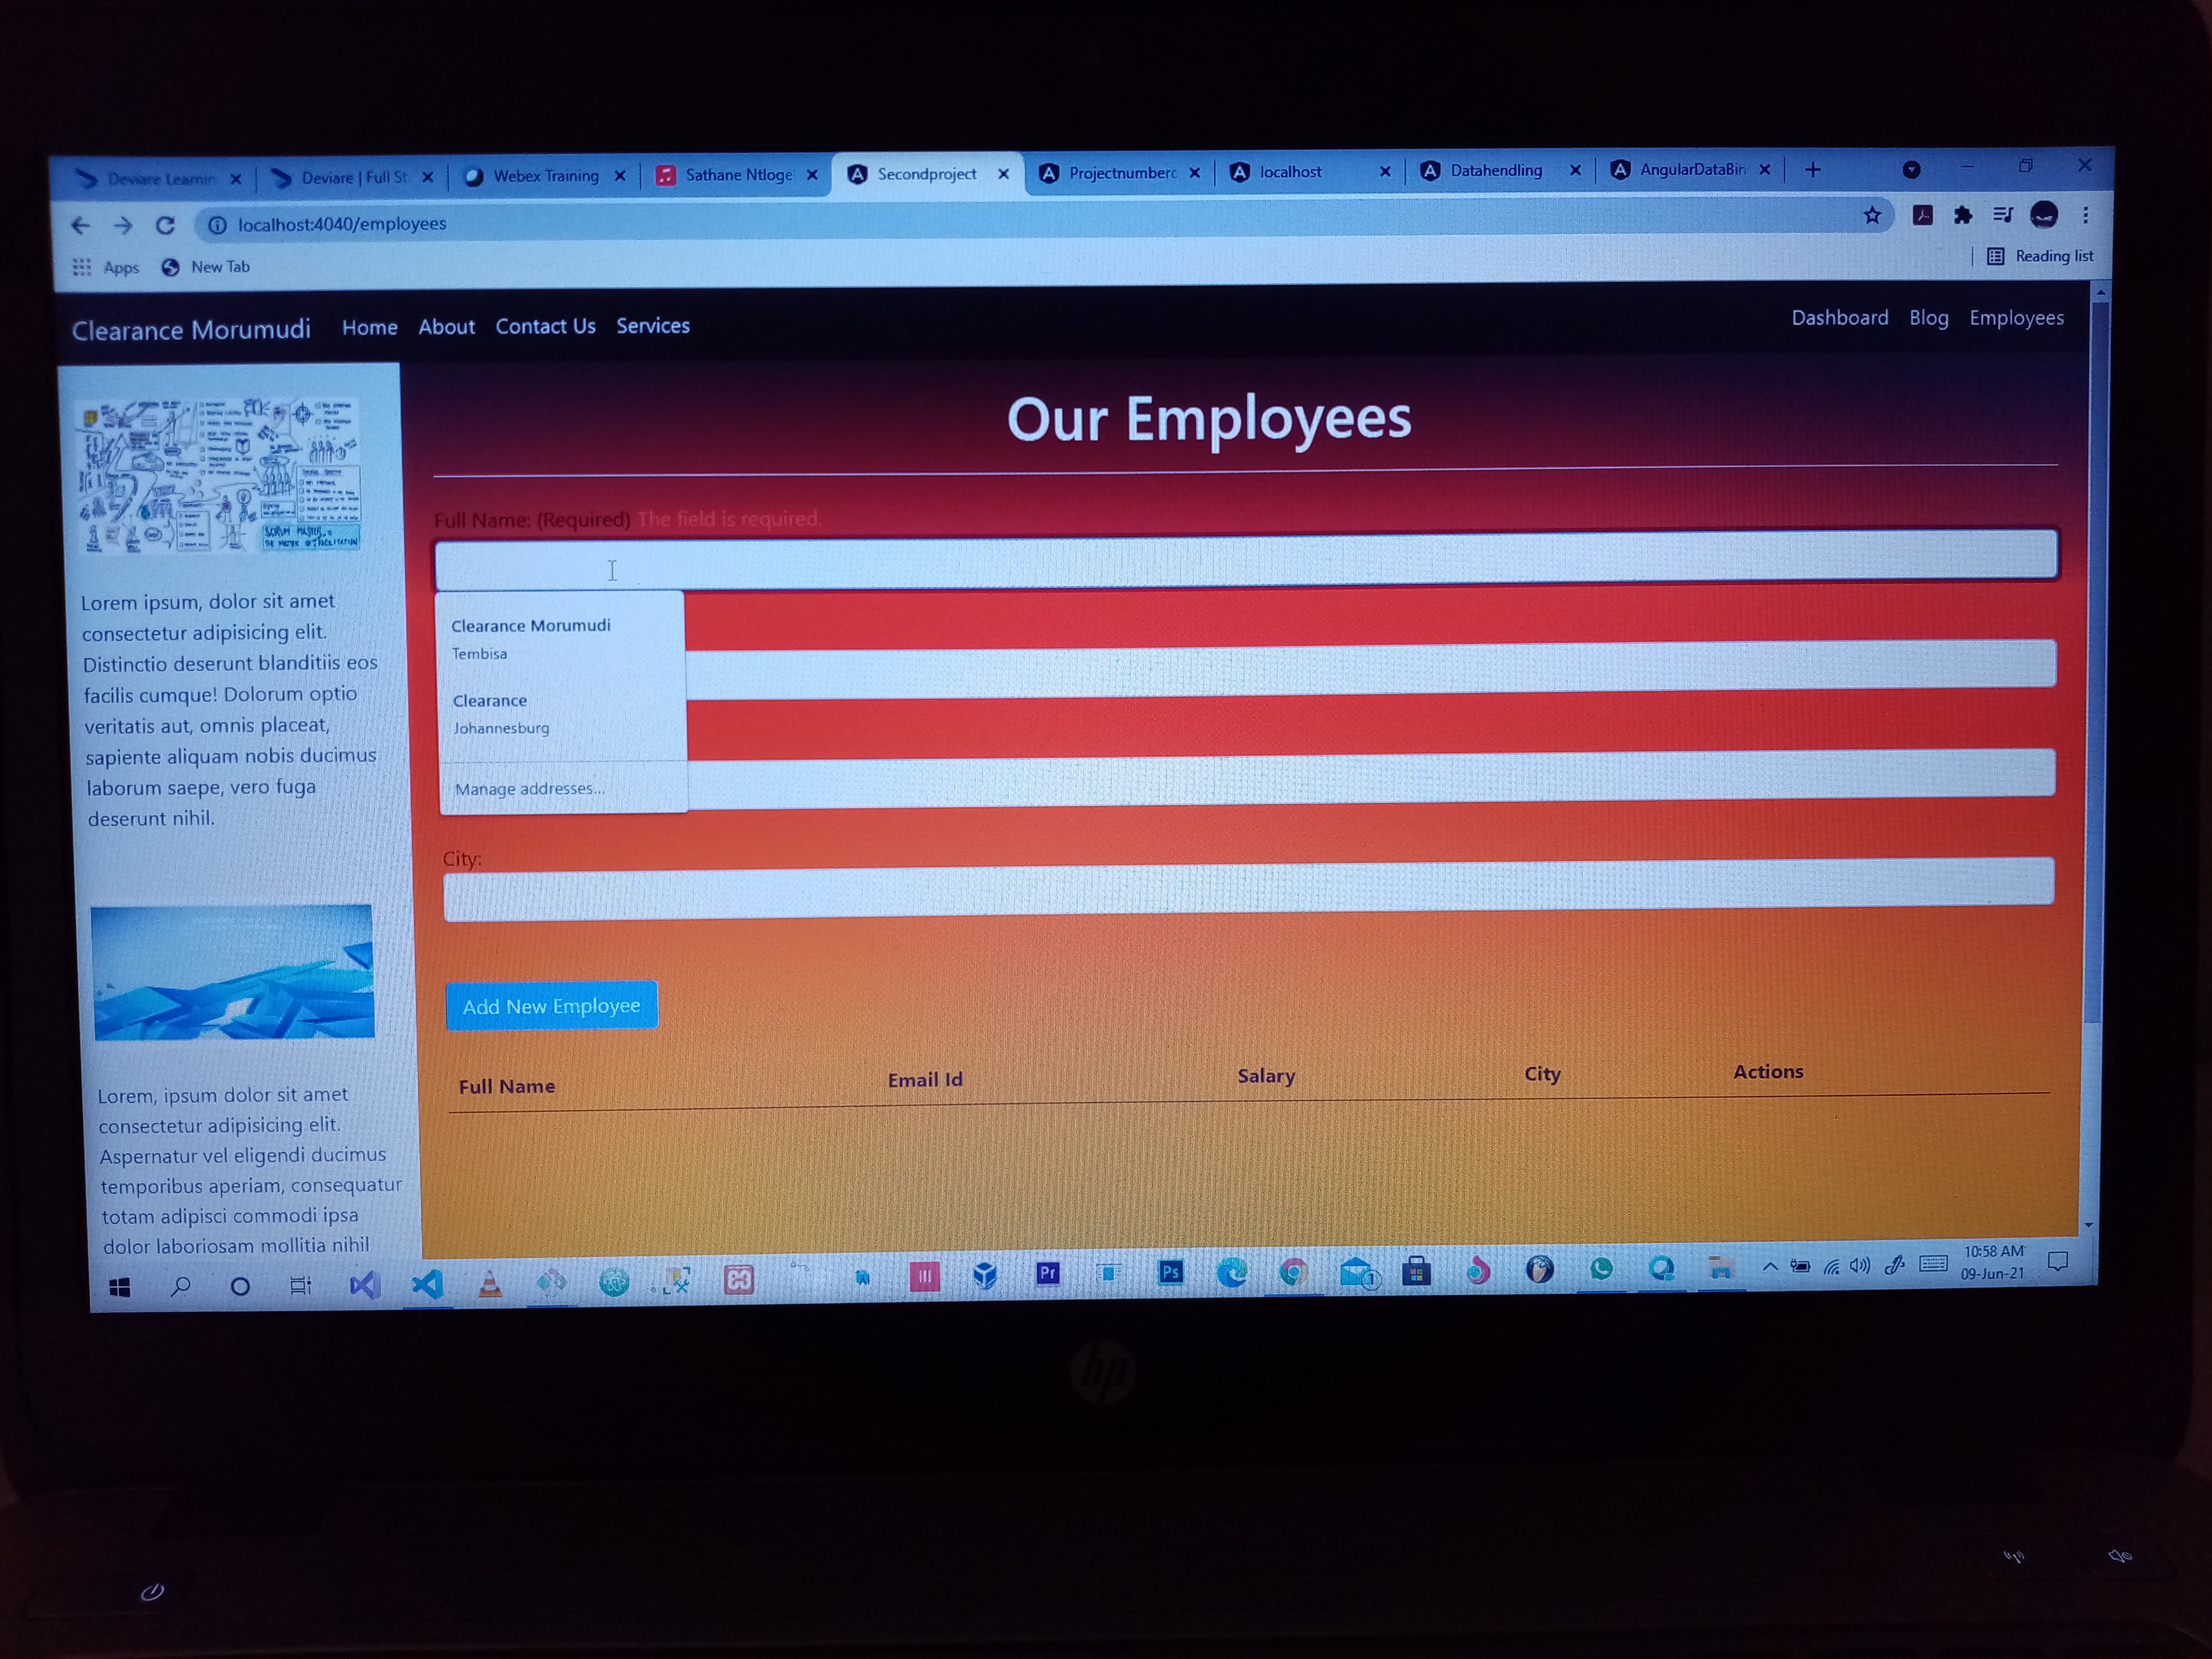 Deviare Learnin
Deviare | Full St
Webex Training
Sathane Ntloge
Secondproject
Projectnumber
localhost
Datahendling
AngularDataBin
localhost:4040/employees
Apps
New Tab
Reading list
Clearance Morumudi
Home
About
Contact Us
Services
Dashboard
Blog
Employees
Our Employees
Full Name: (Required) The field is required.
Clearance Morumudi
Tembisa
Clearance
Johannesburg
Manage addresses...
City:
Add New Employee
Full Name
Email Id
Salary
City
Actions
Lorem ipsum, dolor sit amet
consectetur adipisicing elit.
Distinctio deserunt blanditiis eos
facilis cumque! Dolorum optio
veritatis aut, omnis placeat,
sapiente aliquam nobis ducimus
laborum saepe, vero fuga
deserunt nihil.
Lorem, ipsum dolor sit amet
consectetur adipisicing elit.
Aspernatur vel eligendi ducimus
temporibus aperiam, consequatur
totam adipisci commodi ipsa
dolor laboriosam mollitia nihil
Pr
Ps
1
10:58 AM
09-Jun-21
hp